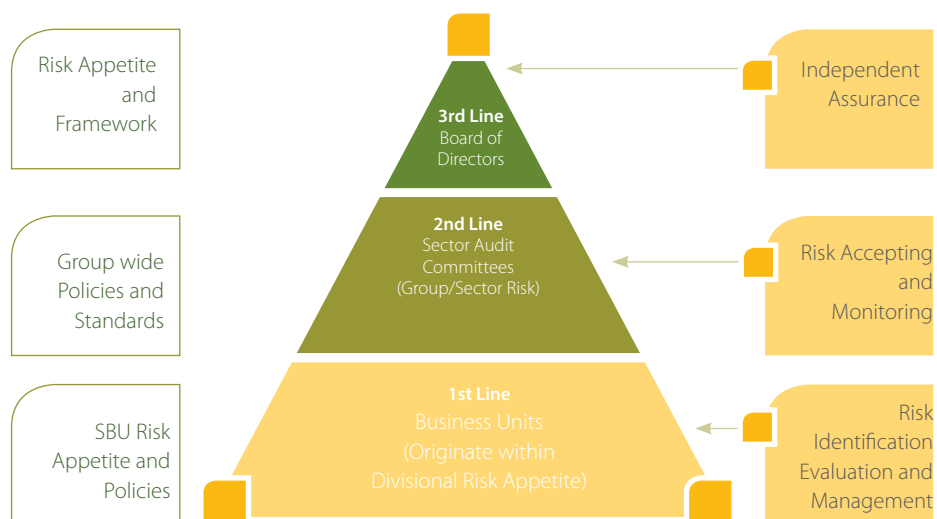 Risk Appetite
and
Framework
3rd Line
Board of
Directors
Independent
Assurance
Group wide
Policies and
Standards
2nd Line
Sector Audit
Committees
(Group/Sector Risk)
Risk Accepting
and
Monitoring
SBU Risk
Appetite and
Policies
1st Line
Business Units
(Originate within
Divisional Risk Appetite)
Risk
Identification
Evaluation and
Management